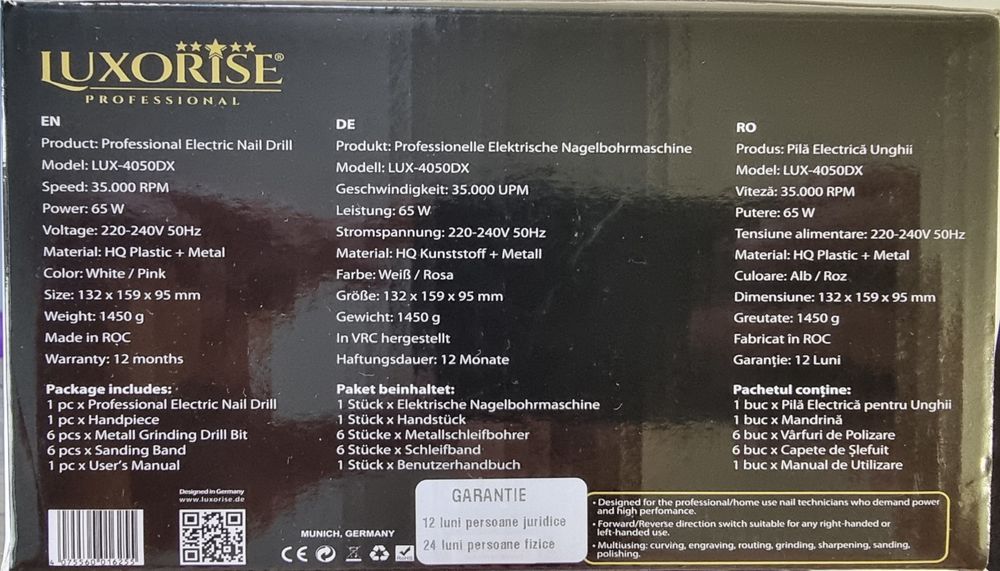 LUXORISE®
PROFESSIONAL
EN
Product: Professional Electric Nail Drill
Model: LUX-4050DX
Speed: 35.000 RPM
Power: 65 W
Voltage: 220-240V 50Hz
Material: HQ Plastic + Metal
Color: White / Pink
Size: 132 x 159 x 95 mm
Weight: 1450 g
Made in ROC
Warranty: 12 months
Package includes:
1 pc x Professional Electric Nail Drill
1 pc x Handpiece
6 pcs x Metall Grinding Drill Bit
6 pcs x Sanding Band
1 pc x User's Manual
DE
Produkt: Professionelle Elektrische Nagelbohrmaschine
Modell: LUX-4050DX
Geschwindigkeit: 35.000 UPM
Leistung: 65 W
Stromspannung: 220-240V 50Hz
Material: HQ Kunststoff + Metall
Farbe: Weiß / Rosa
Größe: 132 x 159 x 95 mm
Gewicht: 1450 g
In VRC hergestellt
Haftungsdauer: 12 Monate
Paket beinhaltet:
1 Stück x Elektrische Nagelbohrmaschine
1 Stück x Handstück
6 Stücke x Metallschleifbohrer
6 Stücke x Schleifband
1 Stück x Benutzerhandbuch
RO
Produs: Pilă Electrică Unghii
Model: LUX-4050DX
Viteză: 35.000 RPM
Putere: 65 W
Tensiune alimentare: 220-240V 50Hz
Material: HQ Plastic + Metal
Culoare: Alb / Roz
Dimensiune: 132 x 159 x 95 mm
Greutate: 1450 g
Fabricat în ROC
Garanție: 12 Luni
Pachetul conține:
1 buc x Pilă Electrică pentru Unghii
1 buc x Mandrină
6 buc x Vârfuri de Polizare
6 buc x Capete de Șlefuit
1 buc x Manual de Utilizare
Designed in Germany
www.luxorise.de
4 075560 016255
MUNICH, GERMANY
CE
RoHS
GARANTIE
12 luni persoane juridice
24 luni persoane fizice
• Designed for the professional/home use nail technicians who demand power
and high perfomance.
• Forward/Reverse direction switch suitable for any right-handed or
left-handed use.
• Multiusing: curving, engraving, routing, grinding, sharpening, sanding,
polishing.